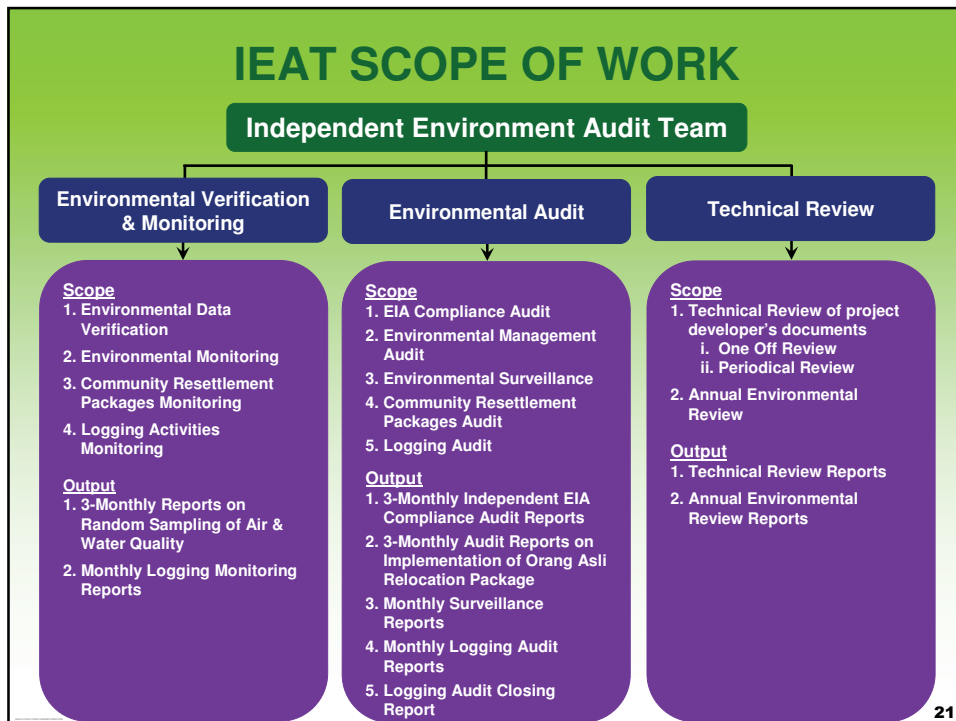 IEAT SCOPE OF WORK
Independent Environment Audit Team
Environmental Verification
& Monitoring
Scope
1. Environmental Data
Verification
2. Environmental Monitoring
3. Community Resettlement
Packages Monitoring
4. Logging Activities
Monitoring
Output
1. 3-Monthly Reports on
Random Sampling of Air &
Water Quality
2. Monthly Logging Monitoring
Reports
Environmental Audit
Scope
1. EIA Compliance Audit
2. Environmental Management
Audit
3. Environmental Surveillance
4. Community Resettlement
Packages Audit
5. Logging Audit
Output
1. 3-Monthly Independent EIA
Compliance Audit Reports
2. 3-Monthly Audit Reports on
Implementation of Orang Asli
Relocation Package
3. Monthly Surveillance
Reports
4. Monthly Logging Audit
Reports
5. Logging Audit Closing
Report
Technical Review
Scope
1. Technical Review of project
developer's documents
i. One Off Review
ii. Periodical Review
2. Annual Environmental
Review
Output
1. Technical Review Reports
2. Annual Environmental
Review Reports
21